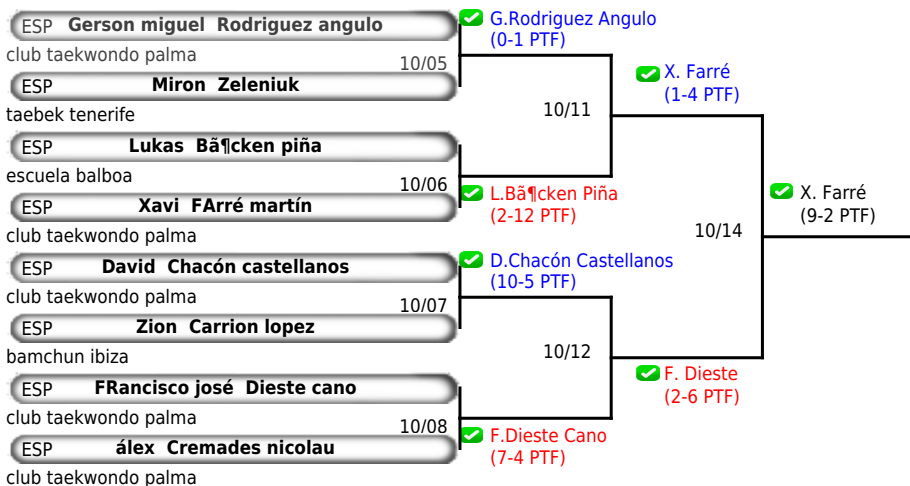 ESP Gerson miguel Rodriguez angulo
G.Rodriguez Angulo
(0-1 PTF)
club taekwondo palma
10/05
ESP Miron Zeleniuk
X. Farré
(1-4 PTF)
taebek tenerife
10/11
ESP Lukas Bã¶cken piña
escuela balboa
10/06
L.Bã¶cken Piña
(2-12 PTF)
X. Farré
(9-2 PTF)
ESP Xavi FArré martín
club taekwondo palma
10/14
ESP David Chacón castellanos
D.Chacón Castellanos
(10-5 PTF)
club taekwondo palma
10/07
ESP Zion Carrion lopez
bamchun ibiza
10/12
F. Dieste
(2-6 PTF)
ESP FRancisco josé Dieste cano
club taekwondo palma
10/08
F.Dieste Cano
(7-4 PTF)
ESP álex Cremades nicolau
club taekwondo palma